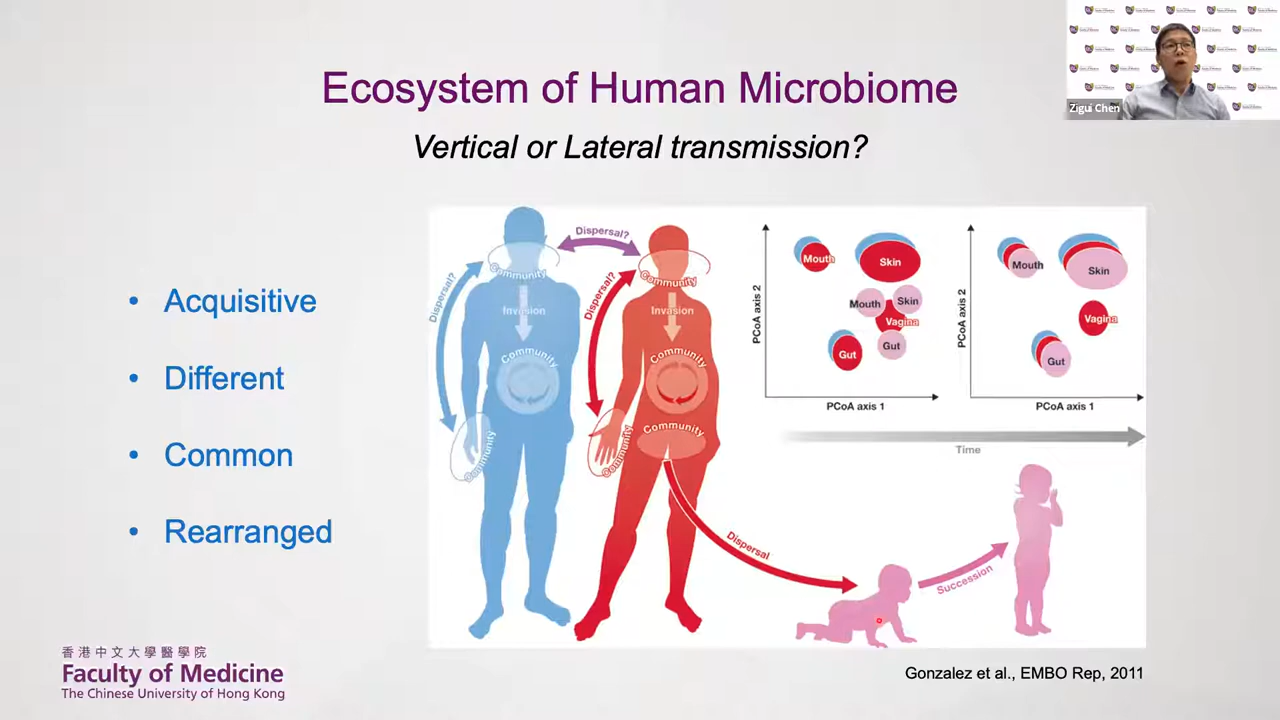 Ecosystem of Human Microbiome
Vertical or Lateral transmission?
Zigui Chen
• Acquisitive
• Different
• Common
• Rearranged
Dispersal?
Dispersal?
Dispersal?
Community
Community
Invasion
Invasion
Community
Community
Community
Community
Community
Dispersal
Succession
PCoA axis 2
Mouth
Skin
Mouth
Skin
Vagina
Gut
Gut
PCoA axis 1
PCoA axis 2
Mouth
Skin
Vagina
Gut
PCoA axis 1
Time
香港中文大學醫學院
Faculty of Medicine
The Chinese University of Hong Kong
Gonzalez et al., EMBO Rep, 2011